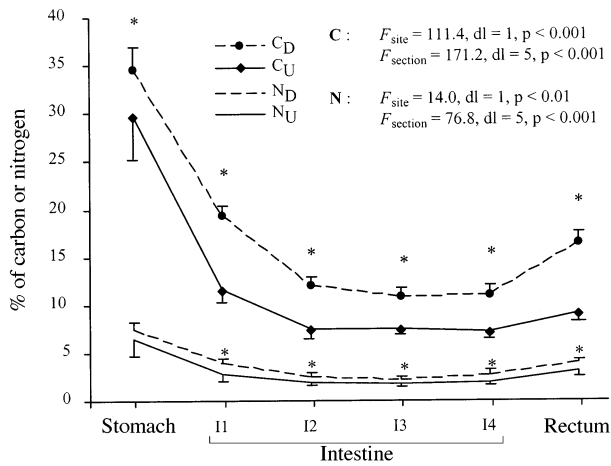 40
35
30
25
20
15
10
5
0
% of carbon or nitrogen
C_D
C_U
N_D
N_U
C : F_site = 111.4, dl = 1, p < 0.001
F_section = 171.2, dl = 5, p < 0.001
N : F_site = 14.0, dl = 1, p < 0.01
F_section = 76.8, dl = 5, p < 0.001
*
*
*
*
*
*
*
*
*
*
*
Stomach I1 I2 I3 I4 Rectum
Intestine